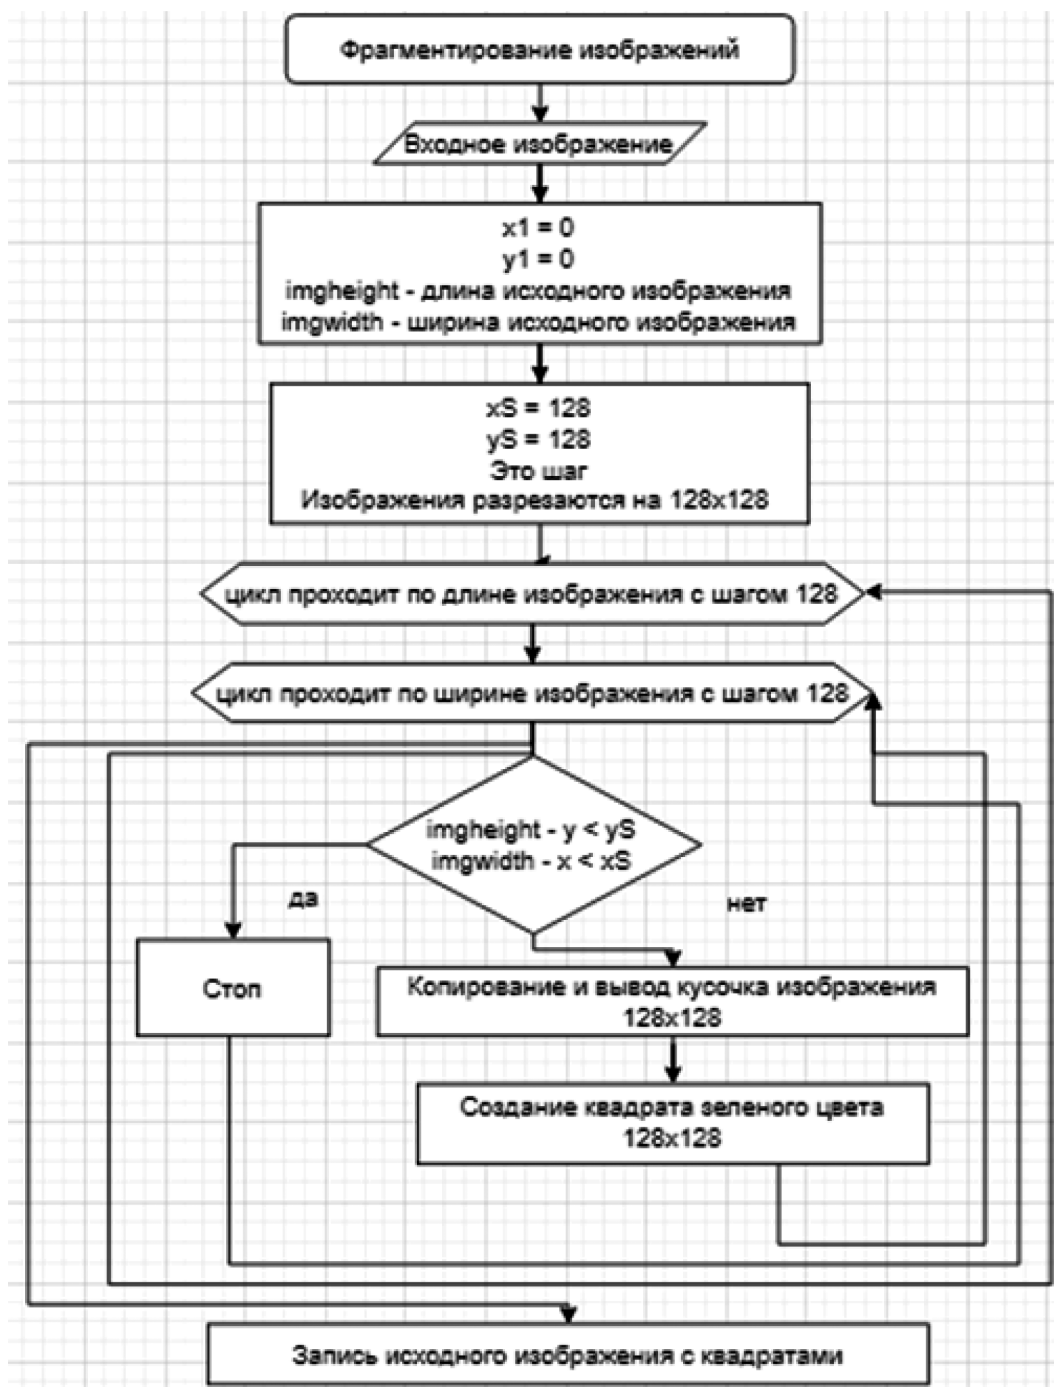 Фрагментирование изображений
Входное изображение
x1 = 0
y1 = 0
imgheight - длина исходного изображения
imgwidth - ширина исходного изображения
xS = 128
yS = 128
Это шаг
Изображения разрезаются на 128x128
цикл проходит по длине изображения с шагом 128
цикл проходит по ширине изображения с шагом 128
imgheight - y < yS
imgwidth - x < xS
да
нет
Стоп
Копирование и вывод кусочка изображения
128x128
Создание квадрата зеленого цвета
128x128
Запись исходного изображения с квадратами